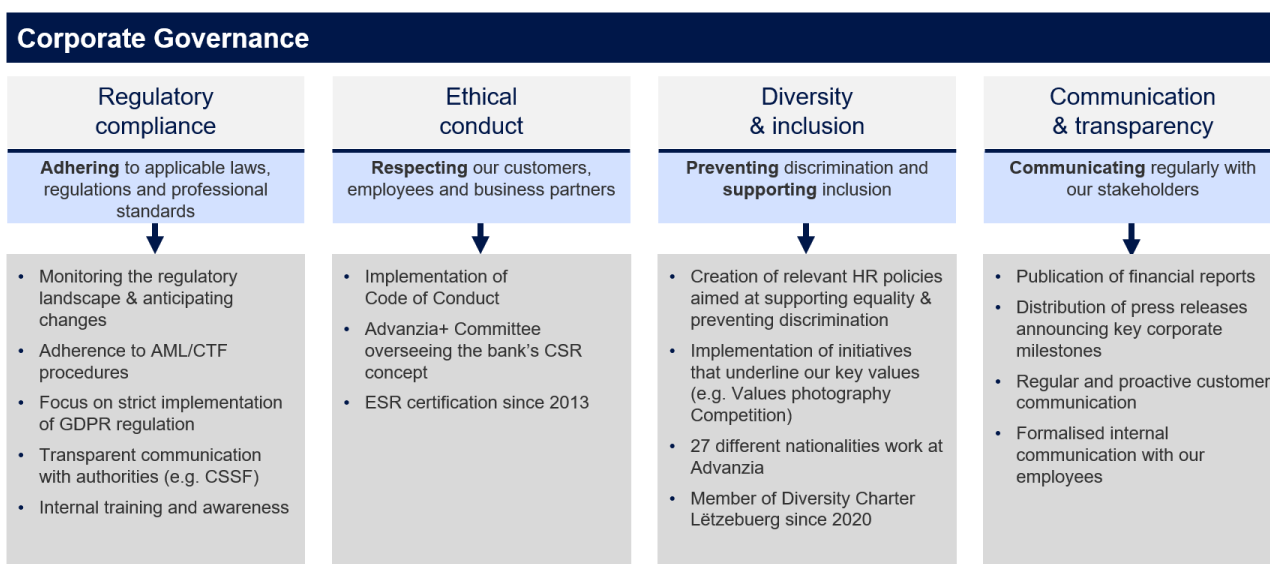 Corporate Governance
Regulatory
compliance
Adhering to applicable laws,
regulations and professional
standards
• Monitoring the regulatory
landscape & anticipating
changes
• Adherence to AML/CTF
procedures
• Focus on strict implementation
of GDPR regulation
• Transparent communication
with authorities (e.g. CSSF)
• Internal training and awareness
Ethical
conduct
Respecting our customers,
employees and business partners
• Implementation of
Code of Conduct
• Advanzia+ Committee
overseeing the bank's CSR
concept
• ESR certification since 2013
Diversity
& inclusion
Preventing discrimination and
supporting inclusion
• Creation of relevant HR policies
aimed at supporting equality &
preventing discrimination
• Implementation of initiatives
that underline our key values
(e.g. Values photography
Competition)
• 27 different nationalities work at
Advanzia
• Member of Diversity Charter
Lëtzebuerg since 2020
Communication
& transparency
Communicating regularly with
our stakeholders
• Publication of financial reports
• Distribution of press releases
announcing key corporate
milestones
• Regular and proactive customer
communication
• Formalised internal
communication with our
employees